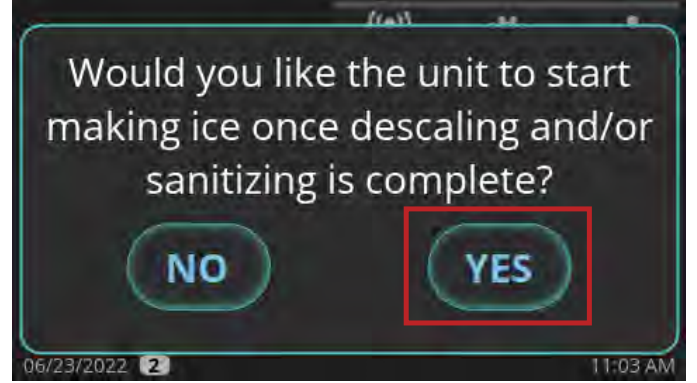 Would you like the unit to start
making ice once descaling and/or
sanitizing is complete?
NO YES
06/23/2022 2 11:03 AM